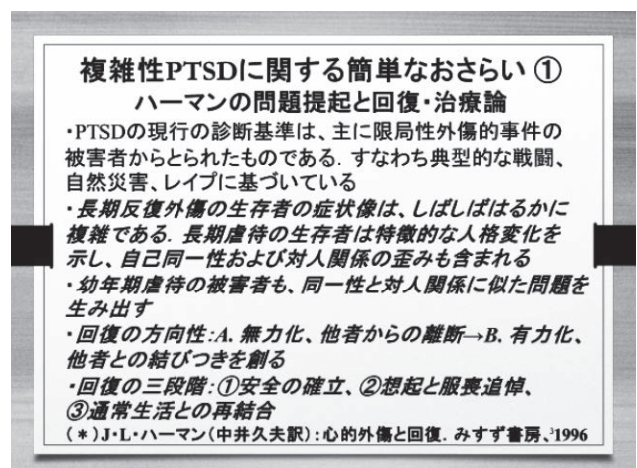 複雑性PTSDに関する簡単なおさらい ①
ハーマンの問題提起と回復・治療論
・PTSDの現行の診断基準は、主に限局性外傷的事件の
被害者からとられたものである. すなわち典型的な戦闘、
自然災害、レイプに基づいている
・長期反復外傷の生存者の症状像は、しばしばはるかに
複雑である. 長期虐待の生存者は特徴的な人格変化を
示し、自己同一性および対人関係の歪みも含まれる
・幼年期虐待の被害者も、同一性と対人関係に似た問題を
生み出す
・回復の方向性:A. 無力化、他者からの離断→B. 有力化、
他者との結びつきを創る
・回復の三段階:①安全の確立、②想起と服喪追悼、
③通常生活との再結合
(*)J・L・ハーマン(中井久夫訳):心的外傷と回復. みすず書房、1996